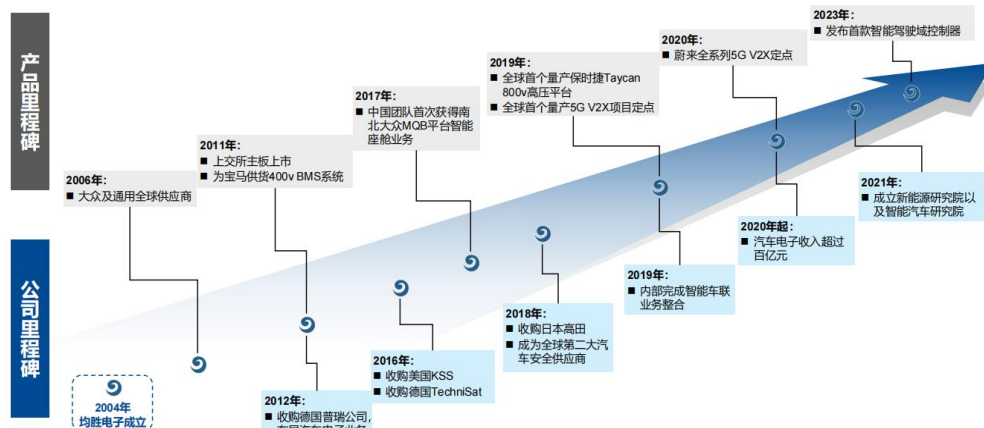 产品里程碑
2006年：
■ 大众及通用全球供应商
2011年：
■ 上交所主板上市
■ 为宝马供货400v BMS系统
2017年：
■ 中国团队首次获得南
北大众MQB平台智能
座舱业务
2019年：
■ 全球首个量产保时捷Taycan
800v高压平台
■ 全球首个量产5G V2X项目定点
2020年：
■ 蔚来全系列5G V2X定点
2023年：
■ 发布首款智能驾驶域控制器
公司里程碑
2004年
均胜电子成立
2012年：
■ 收购德国普瑞公司，
2016年：
■ 收购美国KSS
■ 收购德国TechniSat
2018年：
■ 收购日本高田
■ 成为全球第二大汽
车安全供应商
2019年：
■ 内部完成智能车联
业务整合
2020年起：
■ 汽车电子收入超过
百亿元
2021年：
■ 成立新能源研究院以
及智能汽车研究院